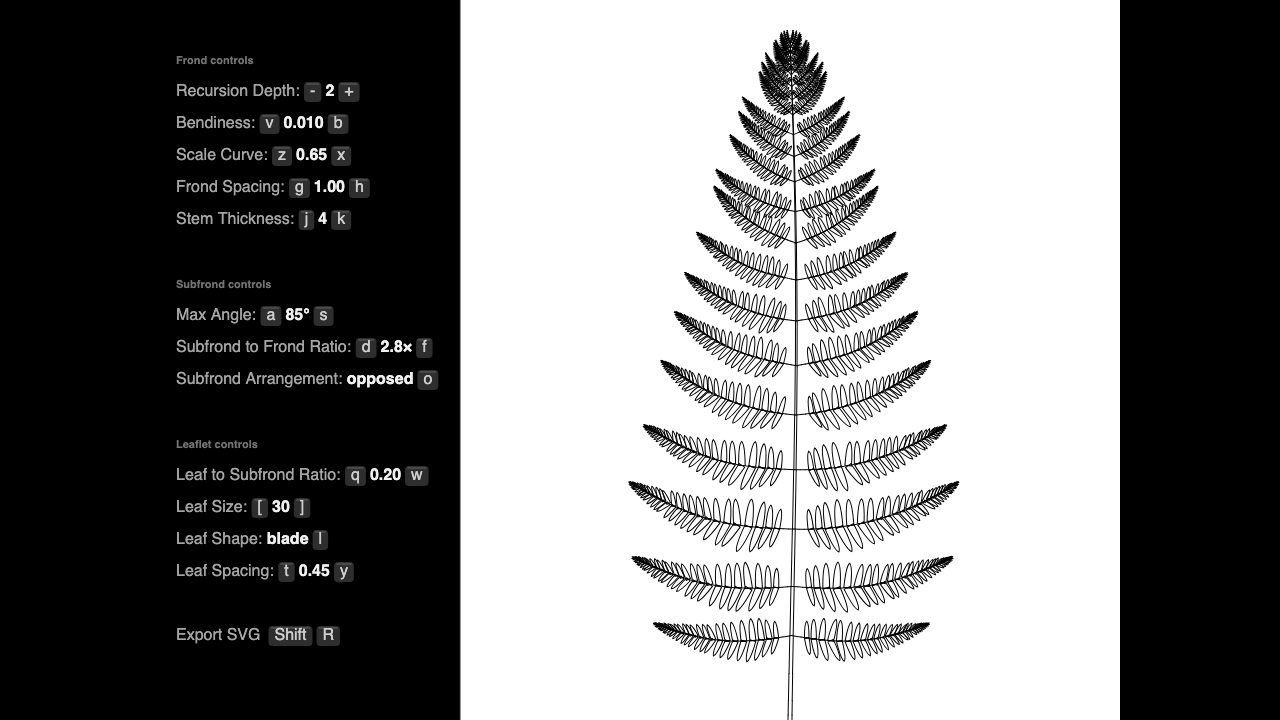 Frond controls
Recursion Depth: - 2 +
Bendiness: v 0.010 b
Scale Curve: z 0.65 x
Frond Spacing: g 1.00 h
Stem Thickness: j 4 k
Subfrond controls
Max Angle: a 85° s
Subfrond to Frond Ratio: d 2.8× f
Subfrond Arrangement: opposed o
Leaflet controls
Leaf to Subfrond Ratio: q 0.20 w
Leaf Size: [ 30 ]
Leaf Shape: blade l
Leaf Spacing: t 0.45 y
Export SVG Shift R